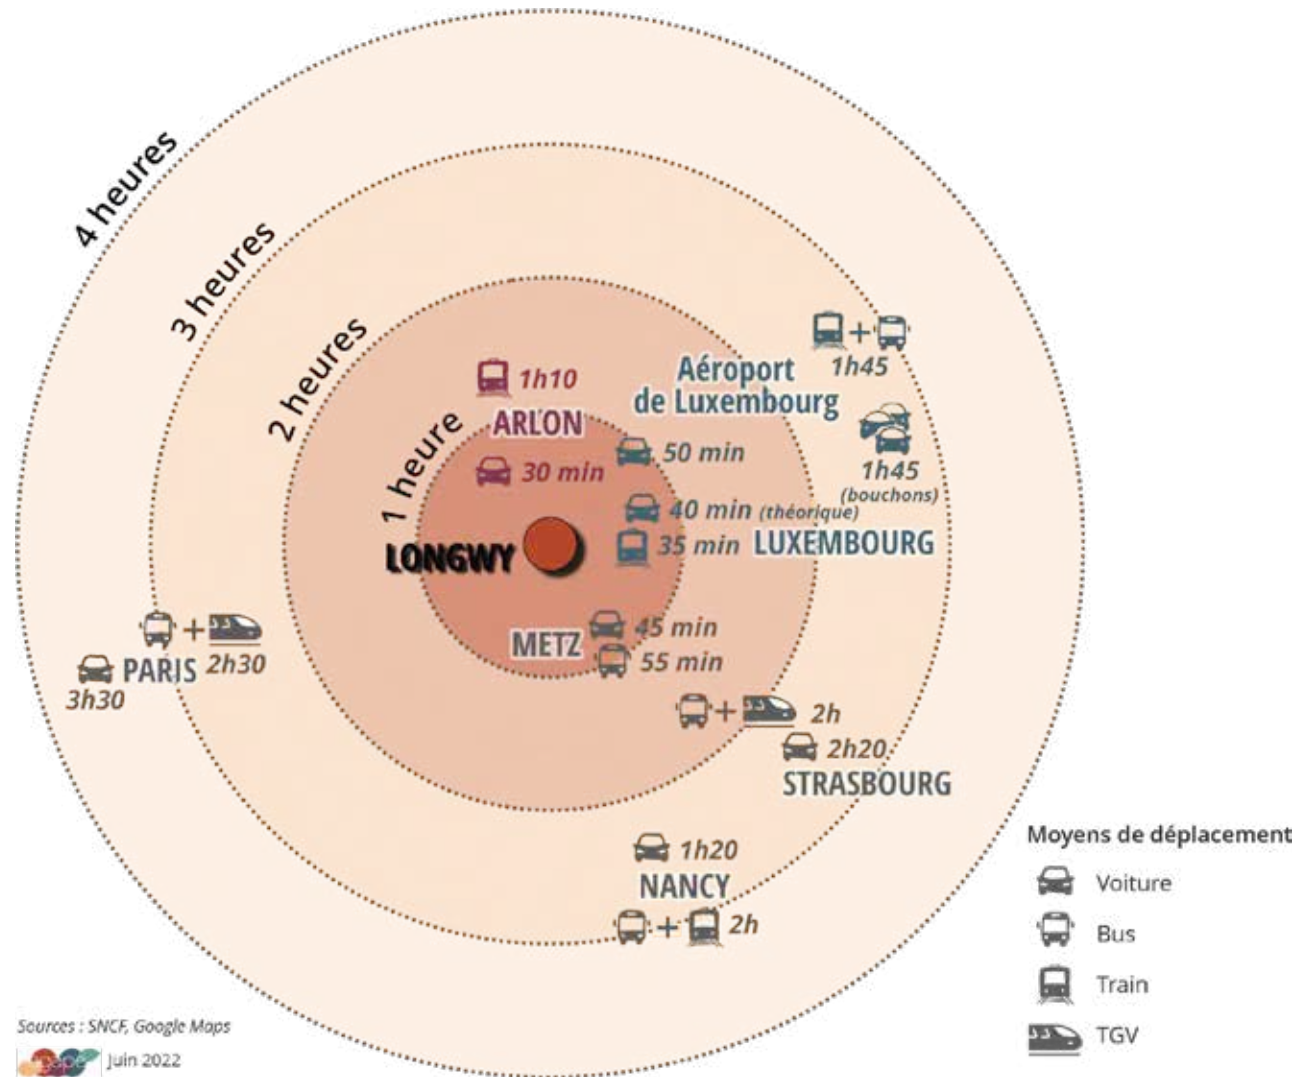 4 heures
3 heures
2 heures
1 heure
1h10
ARLON
30 min
Aéroport
de Luxembourg
1h45
50 min
1h45
(bouchons)
40 min (théorique)
35 min
LUXEMBOURG
LONGWY
METZ
45 min
55 min
+
PARIS
2h30
3h30
+
2h
2h20
STRASBOURG
1h20
NANCY
+
2h
Moyens de déplacement
Voiture
Bus
Train
TGV
Sources : SNCF, Google Maps
Juin 2022